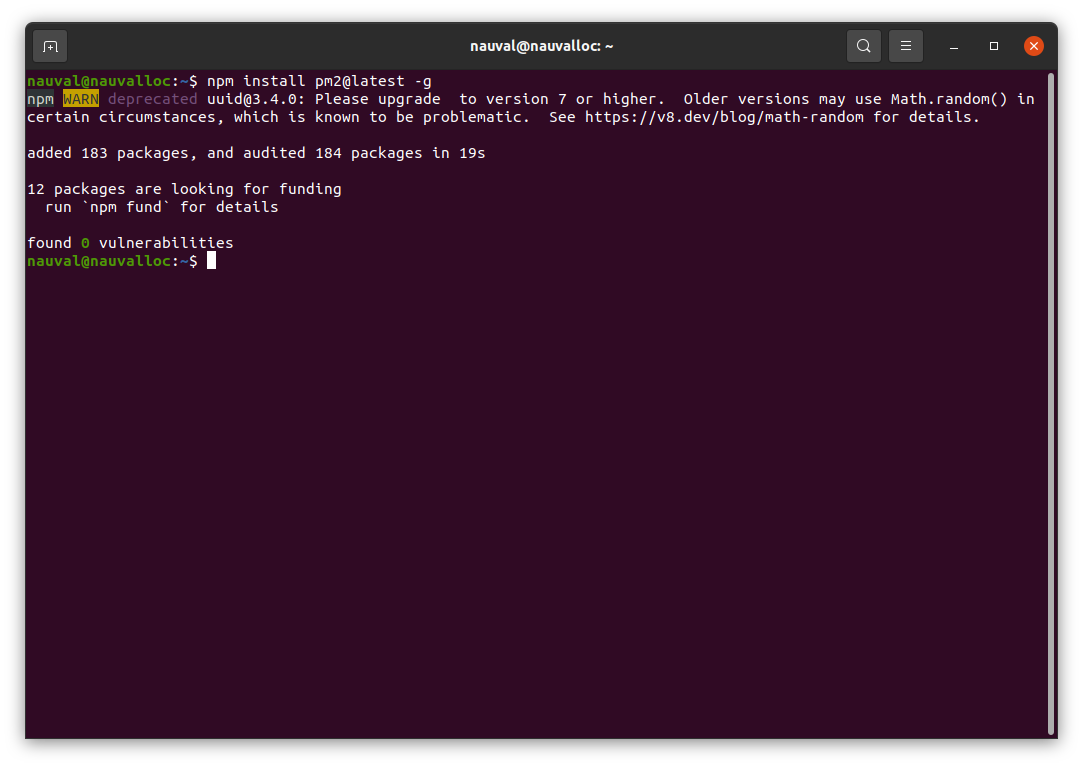 nauval@nauvalloc: ~
nauval@nauvalloc:~$ npm install pm2@latest -g
npm WARN deprecated uuid@3.4.0: Please upgrade  to version 7 or higher.  Older versions may use Math.random() in
certain circumstances, which is known to be problematic.  See https://v8.dev/blog/math-random for details.
added 183 packages, and audited 184 packages in 19s
12 packages are looking for funding
  run `npm fund` for details
found 0 vulnerabilities
nauval@nauvalloc:~$